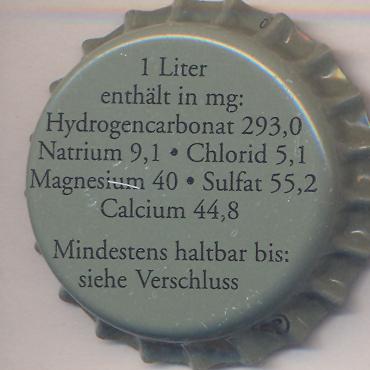 1 Liter
enthält in mg:
Hydrogencarbonat 293,0
Natrium 9,1 • Chlorid 5,1
Magnesium 40 • Sulfat 55,2
Calcium 44,8
Mindestens haltbar bis:
siehe Verschluss